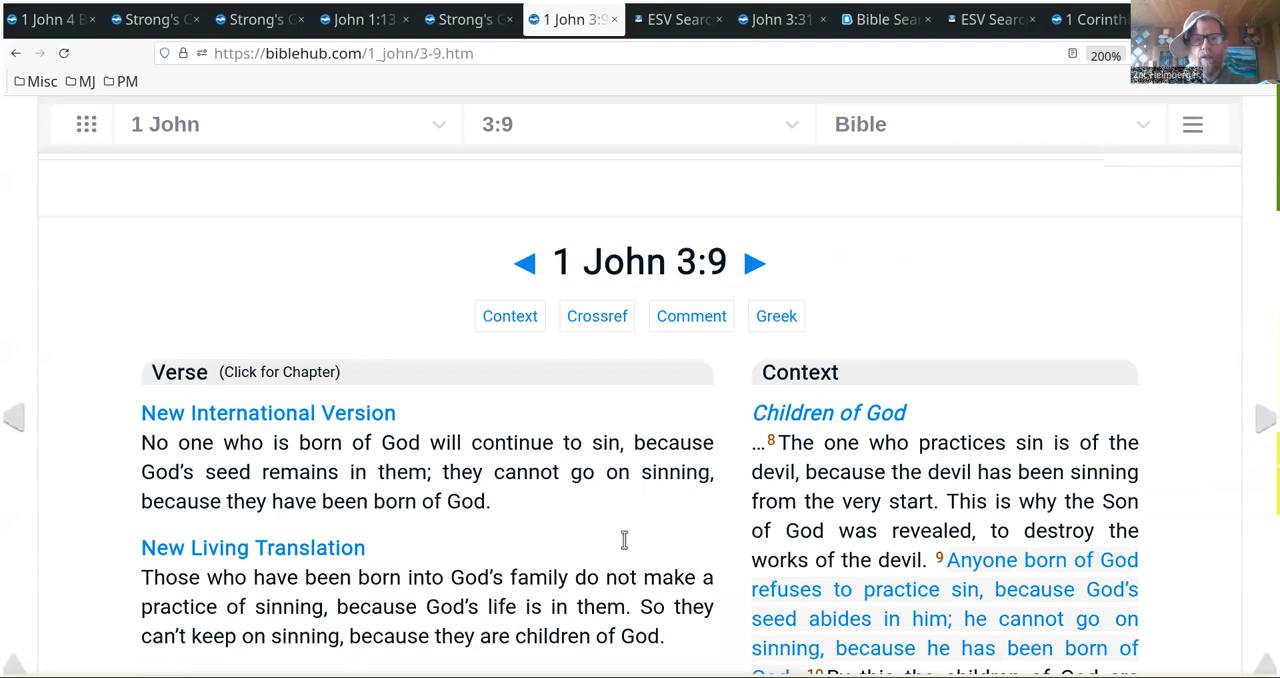 1 John 4 B
Strong's C
Strong's C
John 1:13
Strong's C
1 John 3:9
ESV Searc
John 3:31
Bible Sear
ESV Searc
1 Corinth
https://biblehub.com/1_john/3-9.htm
200%
Misc MJ PM
1 John
3:9
Bible
1 John 3:9
Context Crossref Comment Greek
Verse (Click for Chapter)
New International Version
No one who is born of God will continue to sin, because
God's seed remains in them; they cannot go on sinning,
because they have been born of God.
New Living Translation
Those who have been born into God's family do not make a
practice of sinning, because God's life is in them. So they
can't keep on sinning, because they are children of God.
Context
Children of God
…8The one who practices sin is of the
devil, because the devil has been sinning
from the very start. This is why the Son
of God was revealed, to destroy the
works of the devil. 9Anyone born of God
refuses to practice sin, because God's
seed abides in him; he cannot go on
sinning, because he has been born of
God. 10By this the children of God are